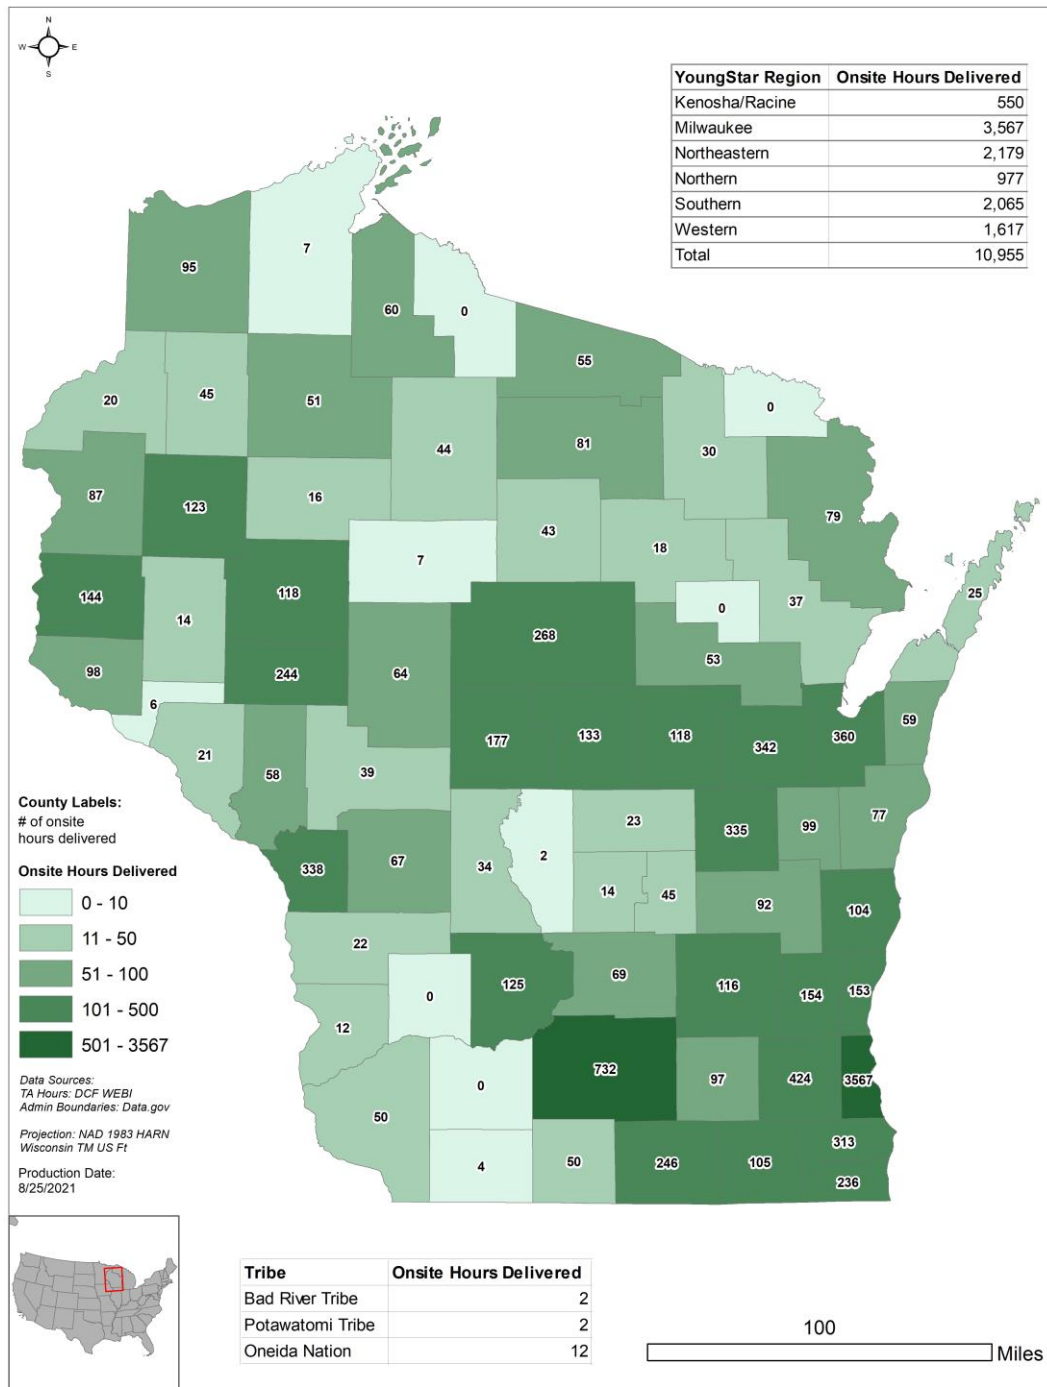 N
W E
S
YoungStar Region Onsite Hours Delivered
Kenosha/Racine 550
Milwaukee 3,567
Northeastern 2,179
Northern 977
Southern 2,065
Western 1,617
Total 10,955
7
95
60
0
55
20
45
51
0
44
81
30
87
123
16
43
79
18
7
144
118
25
14
0
37
268
98
244
64
53
6
59
21
177
133
118
342
360
58
39
County Labels:
# of onsite
hours delivered
77
23
99
335
2
34
338
67
14
45
92
104
Onsite Hours Delivered
0 - 10
11 - 50
51 - 100
101 - 500
501 - 3567
22
69
125
116
154
153
0
12
732
97
424
3567
0
50
313
4
50
246
105
236
Data Sources:
TA Hours: DCF WEBI
Admin Boundaries: Data.gov
Projection: NAD 1983 HARN
Wisconsin TM US Ft
Production Date:
8/25/2021
Tribe Onsite Hours Delivered
Bad River Tribe 2
Potawatomi Tribe 2
Oneida Nation 12
100
Miles